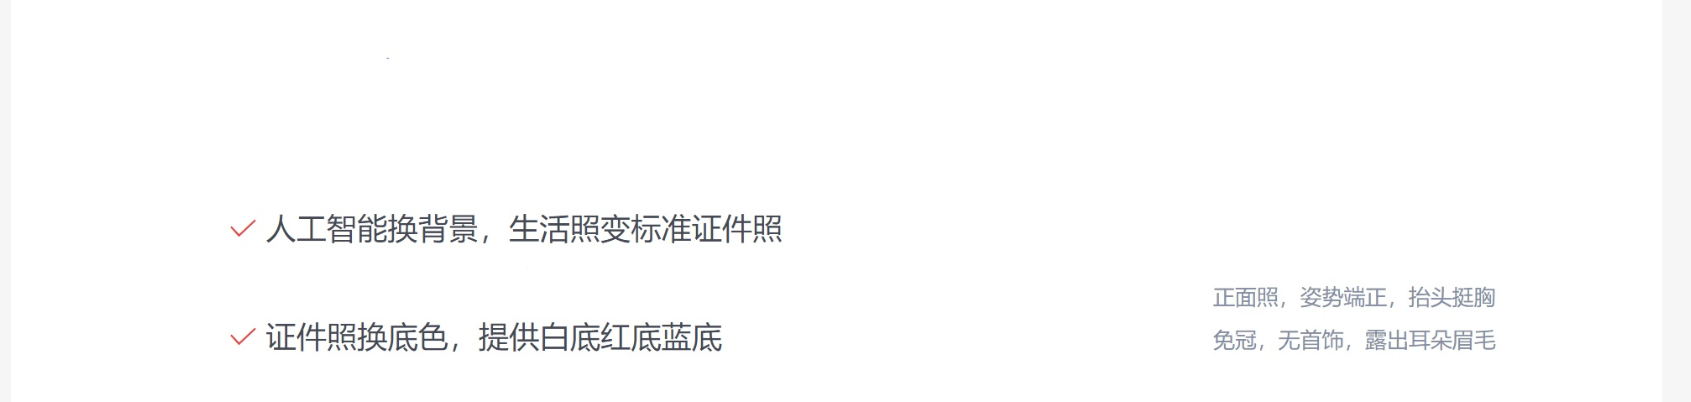 人工智能换背景，生活照变标准证件照
证件照换底色，提供白底红底蓝底
正面照，姿势端正，抬头挺胸
免冠，无首饰，露出耳朵眉毛